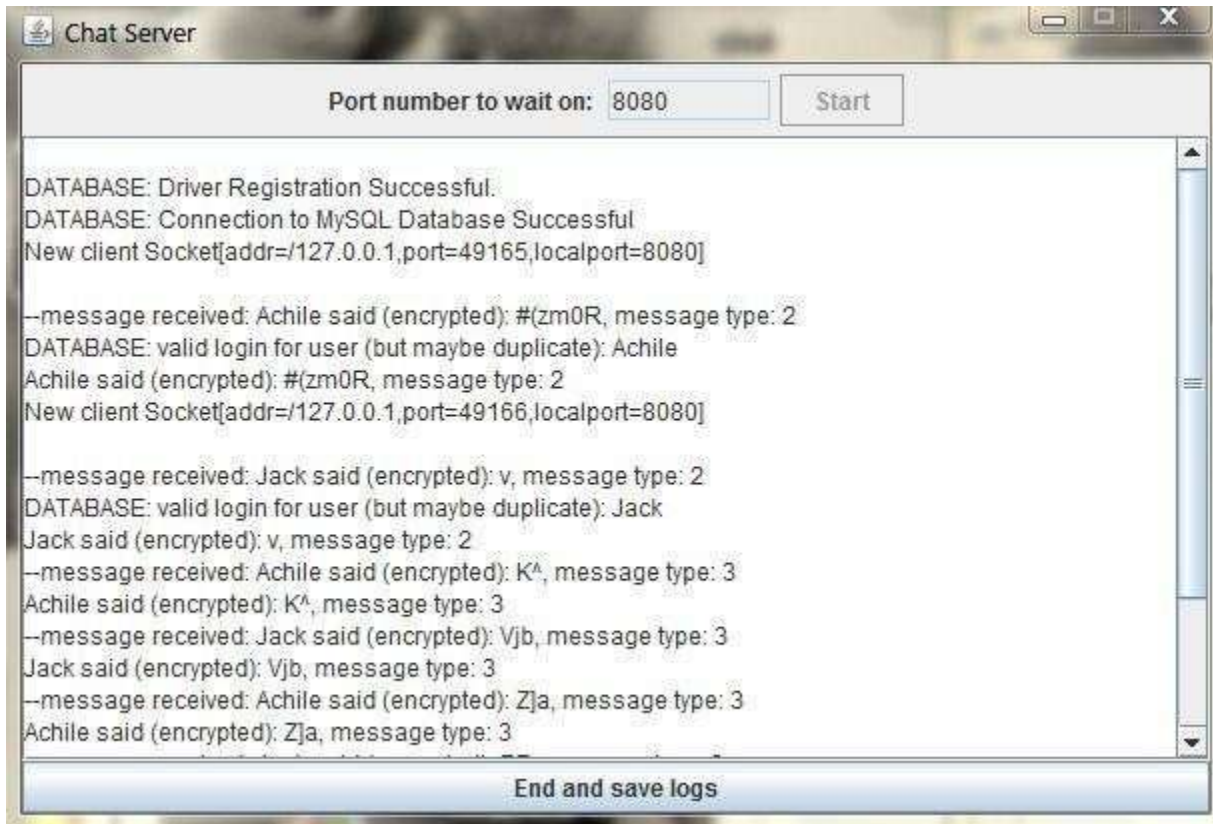 Chat Server
Port number to wait on: 8080 Start
DATABASE: Driver Registration Successful.
DATABASE: Connection to MySQL Database Successful
New client Socket[addr=/127.0.0.1,port=49165,localport=8080]
--message received: Achile said (encrypted): #(zm0R, message type: 2
DATABASE: valid login for user (but maybe duplicate): Achile
Achile said (encrypted): #(zm0R, message type: 2
New client Socket[addr=/127.0.0.1,port=49166,localport=8080]
--message received: Jack said (encrypted): v, message type: 2
DATABASE: valid login for user (but maybe duplicate): Jack
Jack said (encrypted): v, message type: 2
--message received: Achile said (encrypted): K^, message type: 3
Achile said (encrypted): K^, message type: 3
--message received: Jack said (encrypted): Vjb, message type: 3
Jack said (encrypted): Vjb, message type: 3
--message received: Achile said (encrypted): Z]a, message type: 3
Achile said (encrypted): Z]a, message type: 3
End and save logs